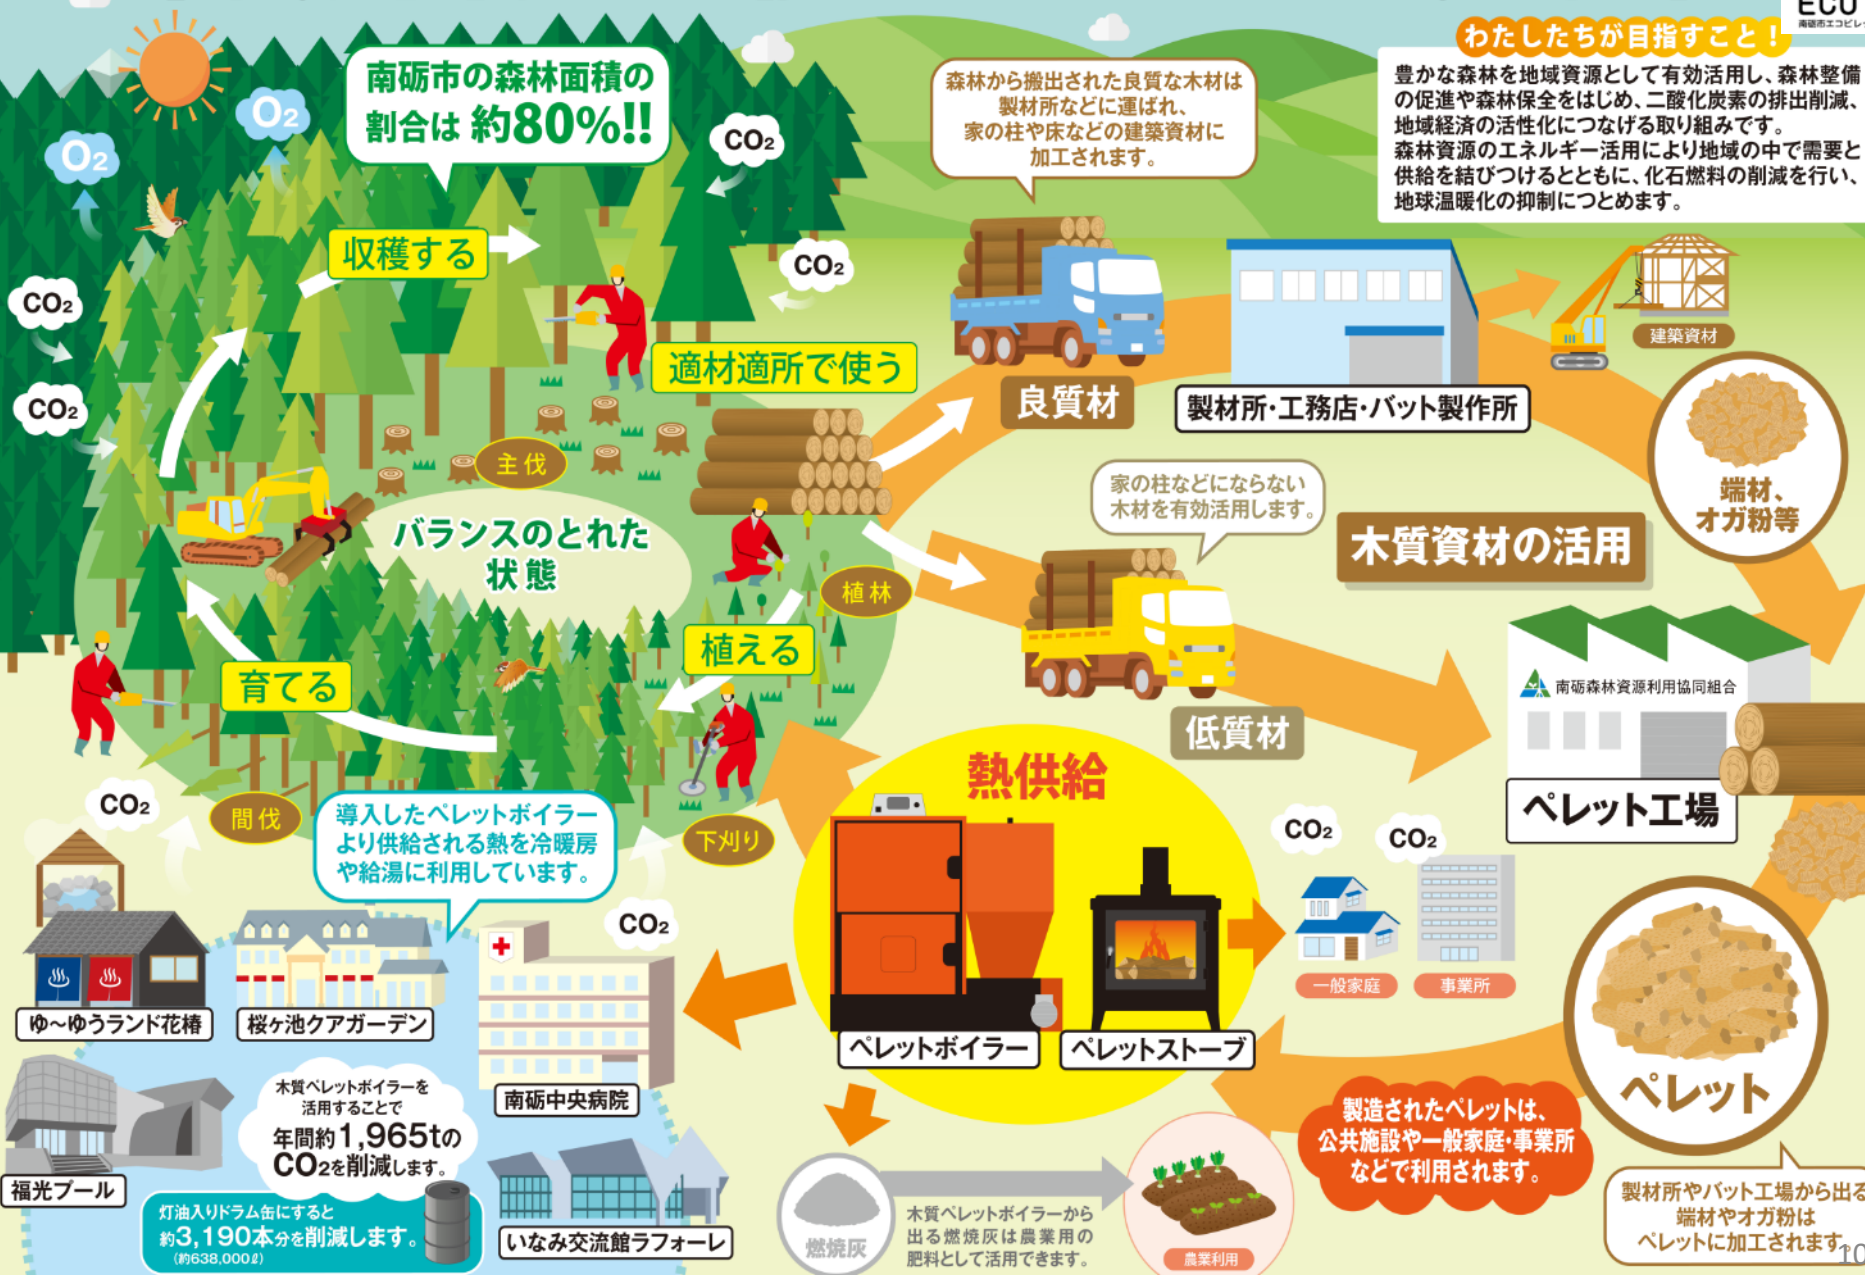 ECO
南砺市エコビレ
わたしたちが目指すこと！
豊かな森林を地域資源として有効活用し、森林整備
の促進や森林保全をはじめ、二酸化炭素の排出削減、
地域経済の活性化につなげる取り組みです。
森林資源のエネルギー活用により地域の中で需要と
供給を結びつけるとともに、化石燃料の削減を行い、
地球温暖化の抑制につとめます。
南砺市の森林面積の
割合は 約80%!!
O₂
O₂
CO₂
CO₂
CO₂
CO₂
森林から搬出された良質な木材は
製材所などに運ばれ、
家の柱や床などの建築資材に
加工されます。
収穫する
適材適所で使う
主伐
バランスのとれた
状態
植林
植える
育てる
間伐
下刈り
良質材
製材所・工務店・バット製作所
建築資材
端材、
オガ粉等
家の柱などにならない
木材を有効活用します。
木質資材の活用
低質材
南砺森林資源利用協同組合
ペレット工場
熱供給
ペレットボイラー
ペレットストーブ
CO₂
CO₂
一般家庭
事業所
ペレット
製造されたペレットは、
公共施設や一般家庭・事業所
などで利用されます。
製材所やバット工場から出る
端材やオガ粉は
ペレットに加工されます。
10
CO₂
導入したペレットボイラー
より供給される熱を冷暖房
や給湯に利用しています。
CO₂
ゆ～ゆうランド花椿
桜ヶ池クアガーデン
南砺中央病院
福光プール
木質ペレットボイラーを
活用することで
年間約1,965tの
CO₂を削減します。
灯油入りドラム缶にすると
約3,190本分を削減します。
(約638,000ℓ)
いなみ交流館ラフォーレ
燃焼灰
木質ペレットボイラーから
出る燃焼灰は農業用の
肥料として活用できます。
農業利用